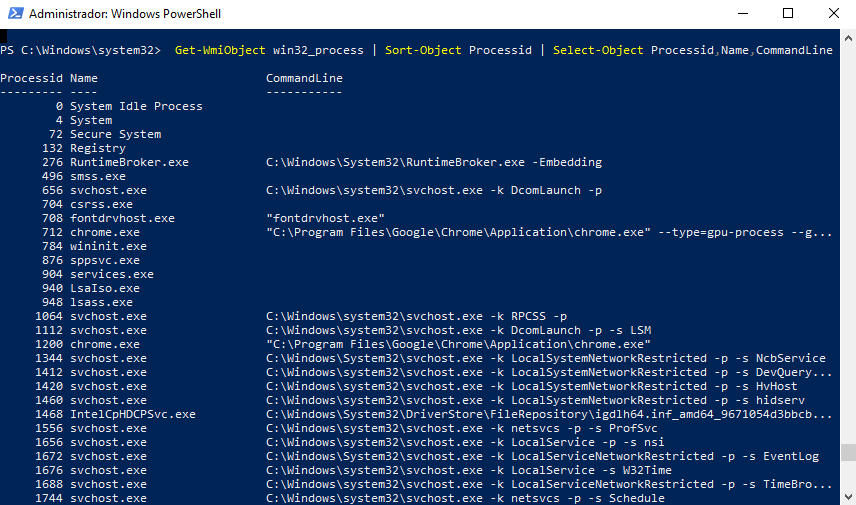 Administrador: Windows PowerShell
PS C:\Windows\system32>  Get-WmiObject win32_process | Sort-Object Processid | Select-Object Processid,Name,CommandLine
Processid Name                        CommandLine
--------- ----                        -----------
        0 System Idle Process
        4 System
       72 Secure System
      132 Registry
      276 RuntimeBroker.exe           C:\Windows\System32\RuntimeBroker.exe -Embedding
      496 smss.exe
      656 svchost.exe                 C:\Windows\system32\svchost.exe -k DcomLaunch -p
      704 csrss.exe
      708 fontdrvhost.exe             "fontdrvhost.exe"
      712 chrome.exe                  "C:\Program Files\Google\Chrome\Application\chrome.exe" --type=gpu-process --g...
      784 wininit.exe
      876 sppsvc.exe
      904 services.exe
      940 LsaIso.exe
      948 lsass.exe
     1064 svchost.exe                 C:\Windows\system32\svchost.exe -k RPCSS -p
     1112 svchost.exe                 C:\Windows\system32\svchost.exe -k DcomLaunch -p -s LSM
     1200 chrome.exe                  "C:\Program Files\Google\Chrome\Application\chrome.exe"
     1344 svchost.exe                 C:\Windows\system32\svchost.exe -k LocalSystemNetworkRestricted -p -s NcbService
     1412 svchost.exe                 C:\Windows\system32\svchost.exe -k LocalSystemNetworkRestricted -p -s DevQuery...
     1420 svchost.exe                 C:\Windows\system32\svchost.exe -k LocalSystemNetworkRestricted -p -s HvHost
     1460 svchost.exe                 C:\Windows\system32\svchost.exe -k LocalSystemNetworkRestricted -p -s hidserv
     1468 IntelCpHDCPSvc.exe          C:\Windows\System32\DriverStore\FileRepository\igdlh64.inf_amd64_9671054d3bbcb...
     1556 svchost.exe                 C:\Windows\system32\svchost.exe -k netsvcs -p -s ProfSvc
     1656 svchost.exe                 C:\Windows\system32\svchost.exe -k LocalService -p -s nsi
     1672 svchost.exe                 C:\Windows\System32\svchost.exe -k LocalServiceNetworkRestricted -p -s EventLog
     1676 svchost.exe                 C:\Windows\system32\svchost.exe -k LocalService -s W32Time
     1688 svchost.exe                 C:\Windows\system32\svchost.exe -k LocalServiceNetworkRestricted -p -s TimeBro...
     1744 svchost.exe                 C:\Windows\system32\svchost.exe -k netsvcs -p -s Schedule